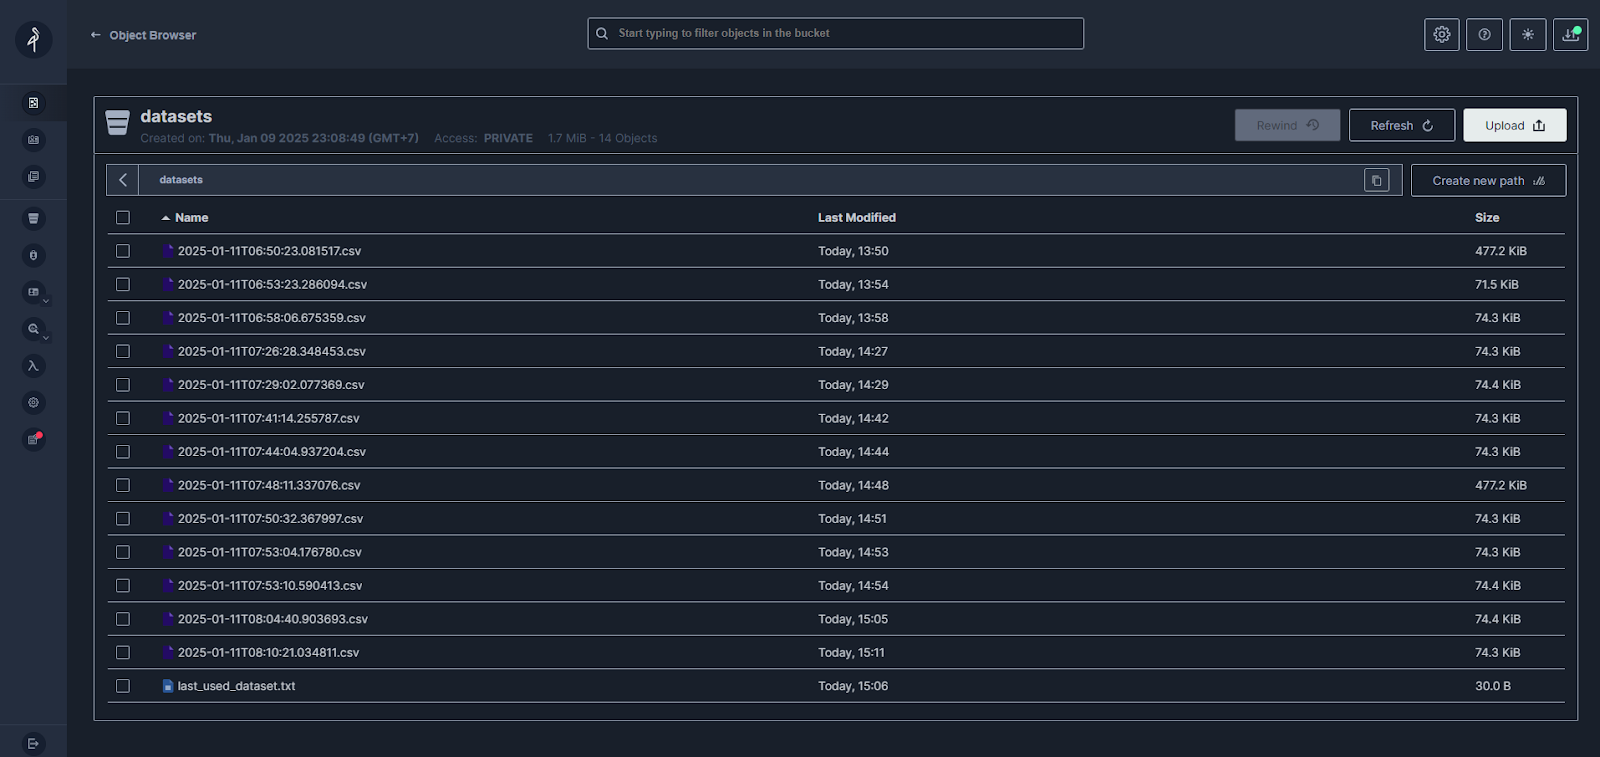 ← Object Browser
Start typing to filter objects in the bucket
datasets
Created on: Thu, Jan 09 2025 23:08:49 (GMT+7) Access: PRIVATE 1.7 MiB - 14 Objects
Rewind
Refresh
Upload
datasets
Create new path
Name Last Modified Size
2025-01-11T06:50:23.081517.csv Today, 13:50 477.2 KiB
2025-01-11T06:53:23.286094.csv Today, 13:54 71.5 KiB
2025-01-11T06:58:06.675359.csv Today, 13:58 74.3 KiB
2025-01-11T07:26:28.348453.csv Today, 14:27 74.3 KiB
2025-01-11T07:29:02.077369.csv Today, 14:29 74.4 KiB
2025-01-11T07:41:14.255787.csv Today, 14:42 74.3 KiB
2025-01-11T07:44:04.937204.csv Today, 14:44 74.3 KiB
2025-01-11T07:48:11.337076.csv Today, 14:48 477.2 KiB
2025-01-11T07:50:32.367997.csv Today, 14:51 74.3 KiB
2025-01-11T07:53:04.176780.csv Today, 14:53 74.3 KiB
2025-01-11T07:53:10.590413.csv Today, 14:54 74.4 KiB
2025-01-11T08:04:40.903693.csv Today, 15:05 74.4 KiB
2025-01-11T08:10:21.034811.csv Today, 15:11 74.3 KiB
last_used_dataset.txt Today, 15:06 30.0 B